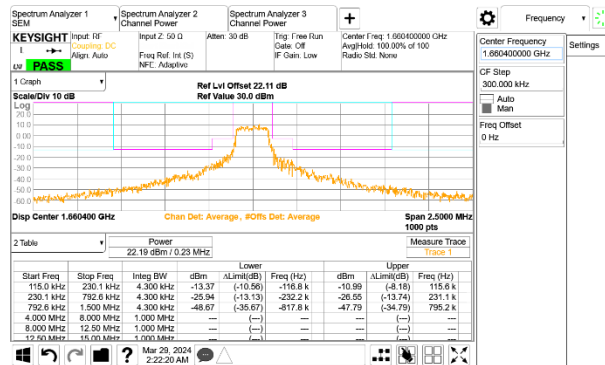 Spectrum Analyzer 1
SEM
Spectrum Analyzer 2
Channel Power
Spectrum Analyzer 3
Channel Power
Frequency
KEYSIGHT
Input: RF
Coupling: DC
Align: Auto
Input Z: 50 Ω
Freq Ref: Int (S)
NFE: Adaptive
Atten: 30 dB
Trig: Free Run
Gate: Off
IF Gain: Low
Center Freq: 1.660400000 GHz
Avg|Hold: 100.00% of 100
Radio Std: None
PASS
Center Frequency
1.660400000 GHz
Settings
CF Step
300.000 kHz
Auto
Man
Freq Offset
0 Hz
1 Graph
Scale/Div 10 dB
Ref Lvl Offset 22.11 dB
Ref Value 30.0 dBm
Log
20.0
10.0
0.00
-10.0
-20.0
-30.0
-40.0
-50.0
-60.0
Disp Center 1.660400 GHz
Chan Det: Average, #Offs Det: Average
Span 2.5000 MHz
1000 pts
2 Table
Power
22.19 dBm / 0.23 MHz
Measure Trace
Trace 1
Lower Upper
Start Freq Stop Freq Integ BW dBm ΔLimit(dB) Freq (Hz) dBm ΔLimit(dB) Freq (Hz)
115.0 kHz 230.1 kHz 4.300 kHz -13.37 (-10.56) -116.8 k -10.99 (-8.18) 115.6 k
230.1 kHz 792.6 kHz 4.300 kHz -25.94 (-13.13) -232.2 k -26.55 (-13.74) 231.1 k
792.6 kHz 1.500 MHz 4.300 kHz -48.67 (-35.67) -817.8 k -47.79 (-34.79) 795.2 k
4.000 MHz 8.000 MHz 1.000 MHz --- (---) --- --- (---) ---
8.000 MHz 12.50 MHz 1.000 MHz --- (---) --- --- (---) ---
12.50 MHz 15.00 MHz 1.000 MHz --- (---) --- --- (---) ---
Mar 29, 2024
2:22:20 AM